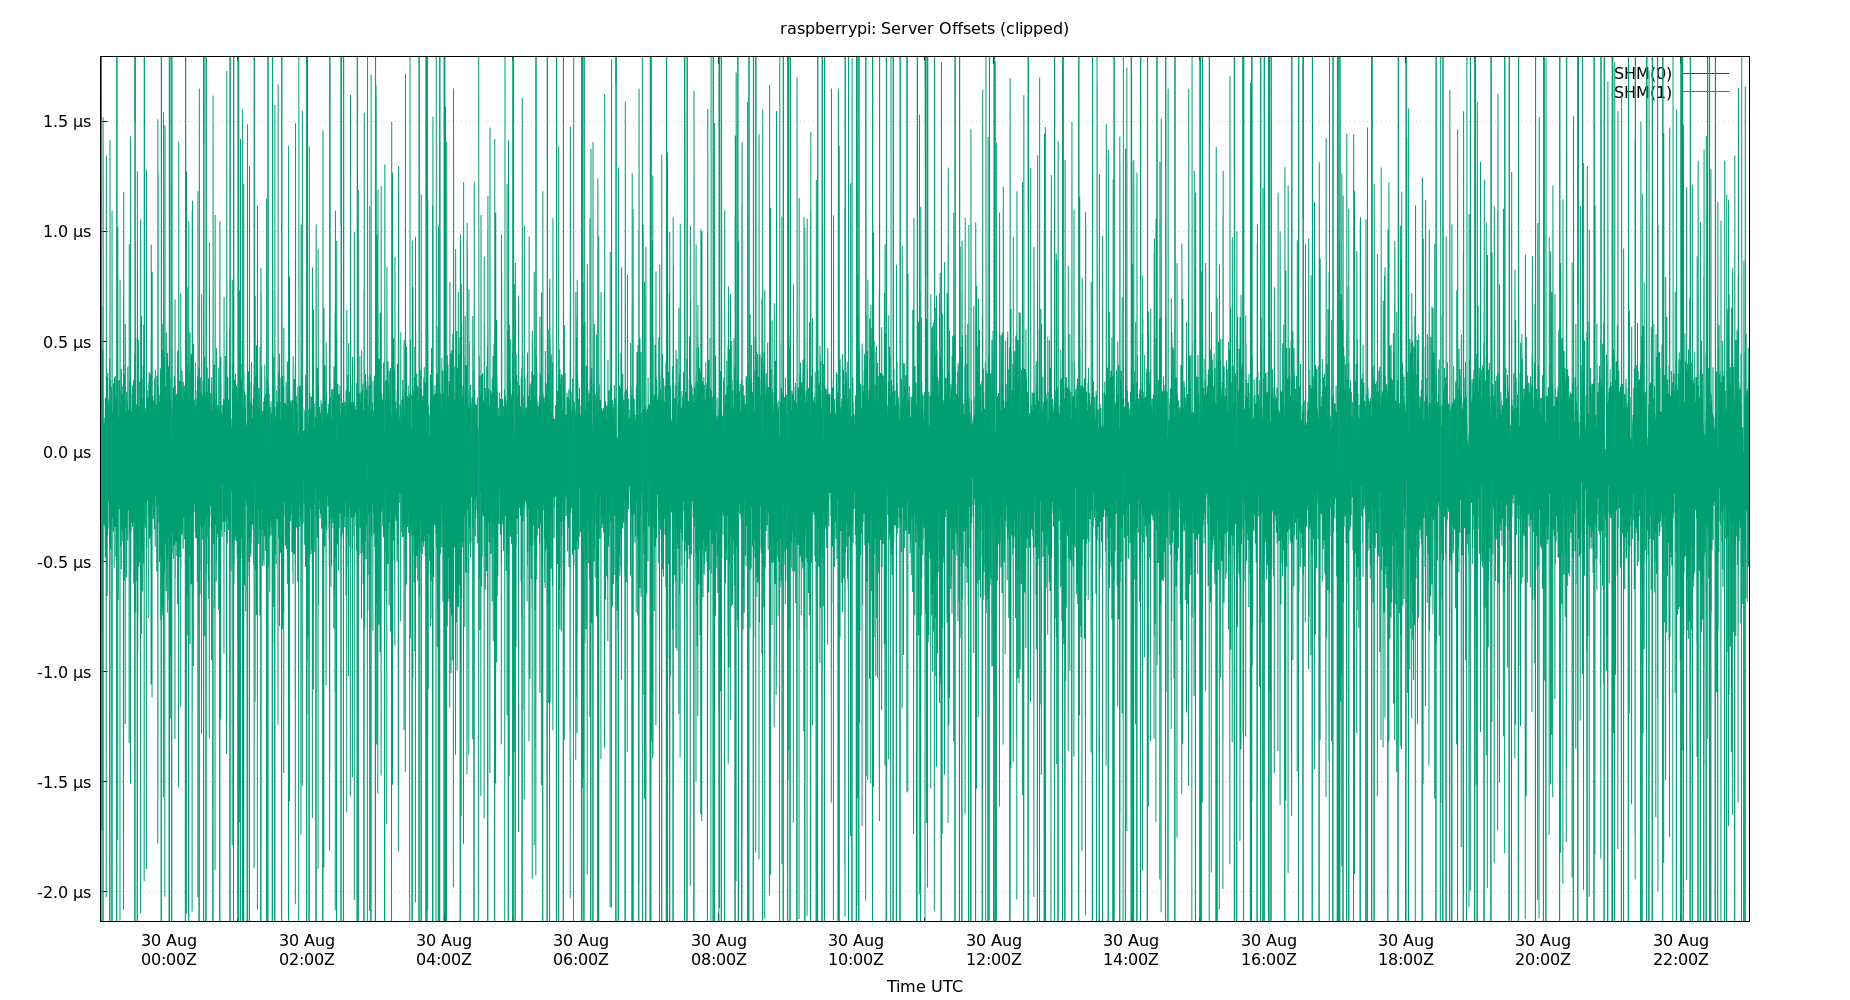 raspberrypi: Server Offsets (clipped)
SHM(0)
SHM(1)
1.5 µs
1.0 µs
0.5 µs
0.0 µs
-0.5 µs
-1.0 µs
-1.5 µs
-2.0 µs
30 Aug 30 Aug 30 Aug 30 Aug 30 Aug 30 Aug 30 Aug 30 Aug 30 Aug 30 Aug 30 Aug 30 Aug
00:00Z 02:00Z 04:00Z 06:00Z 08:00Z 10:00Z 12:00Z 14:00Z 16:00Z 18:00Z 20:00Z 22:00Z
Time UTC